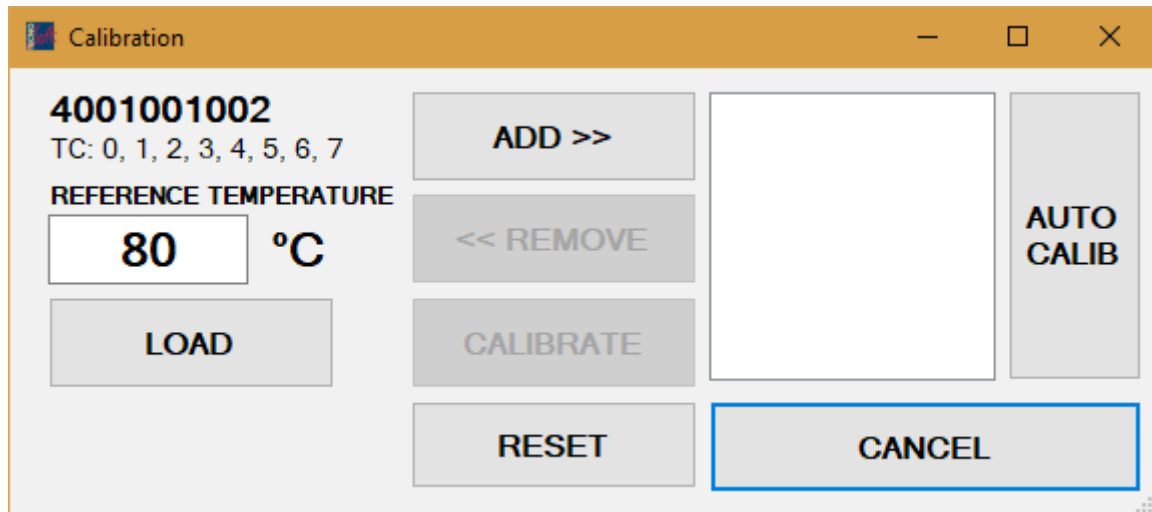 Calibration
4001001002
TC: 0, 1, 2, 3, 4, 5, 6, 7
REFERENCE TEMPERATURE
80 ºC
LOAD
ADD >>
<< REMOVE
CALIBRATE
RESET
AUTO
CALIB
CANCEL